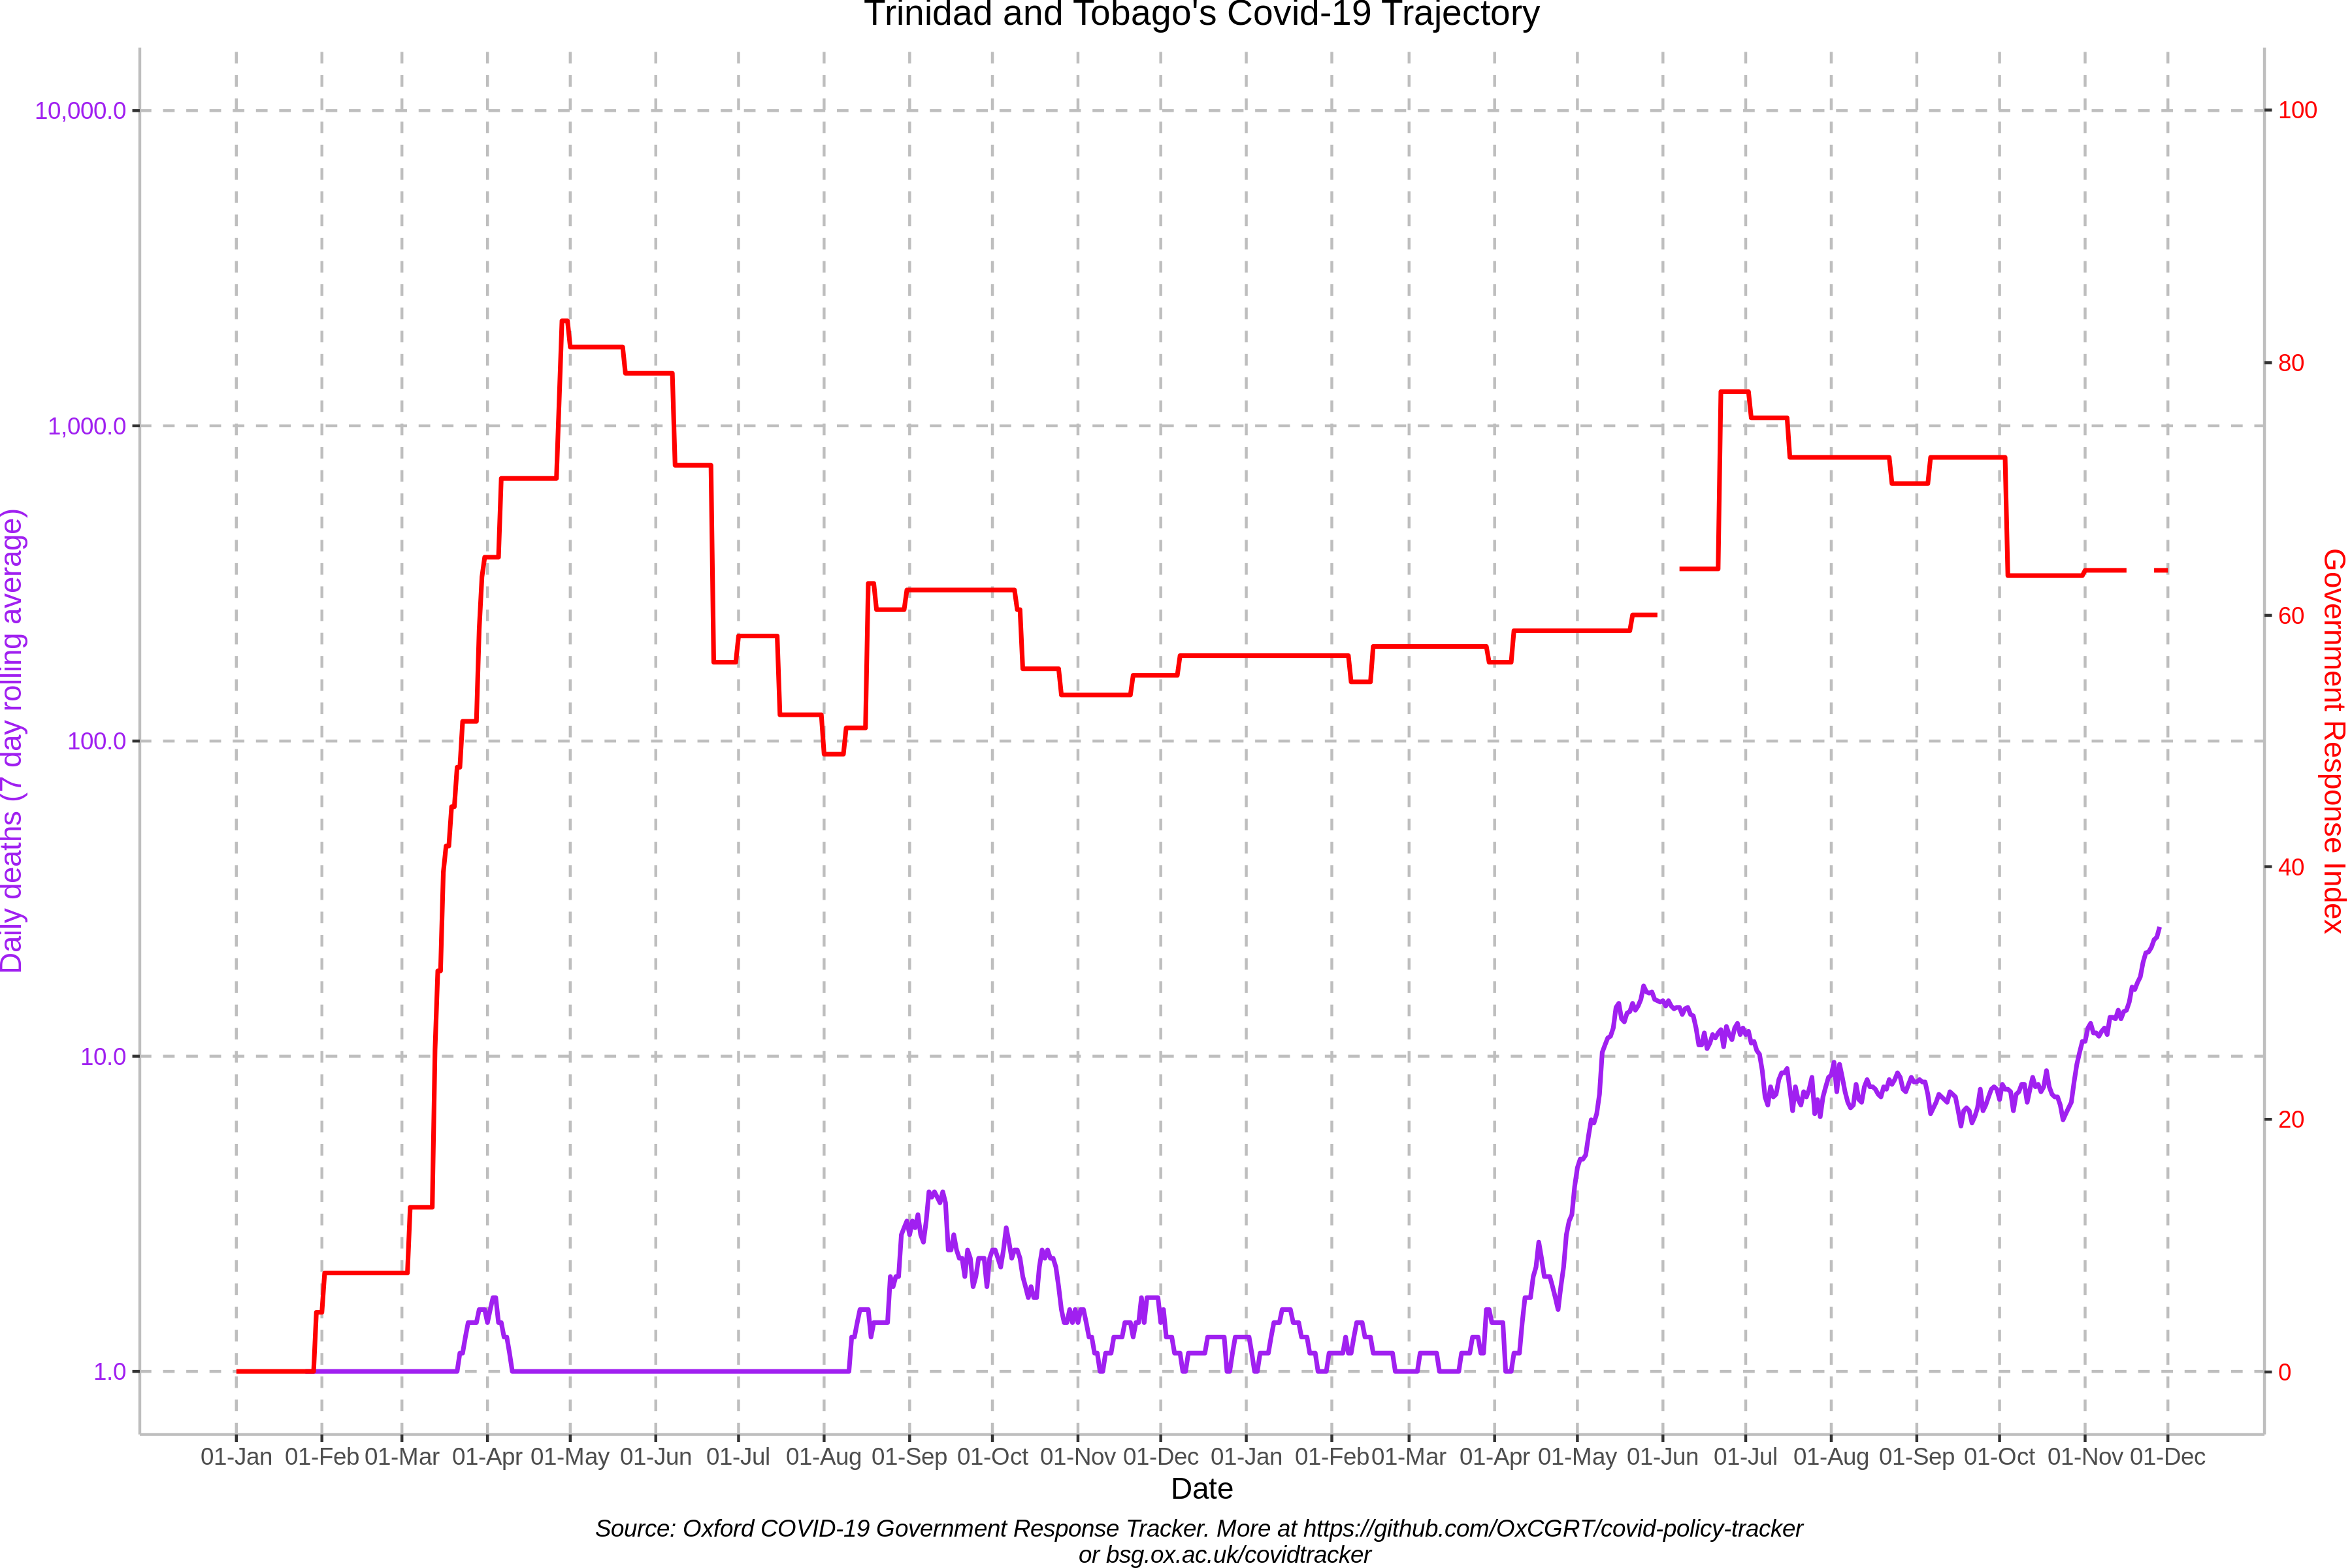 Trinidad and Tobago's Covid-19 Trajectory
10,000.0
1,000.0
100.0
10.0
1.0
Daily deaths (7 day rolling average)
100
80
60
40
20
0
Government Response Index
01-Jan 01-Feb 01-Mar 01-Apr 01-May 01-Jun 01-Jul 01-Aug 01-Sep 01-Oct 01-Nov 01-Dec 01-Jan 01-Feb 01-Mar 01-Apr 01-May 01-Jun 01-Jul 01-Aug 01-Sep 01-Oct 01-Nov 01-Dec
Date
Source: Oxford COVID-19 Government Response Tracker. More at https://github.com/OxCGRT/covid-policy-tracker
or bsg.ox.ac.uk/covidtracker